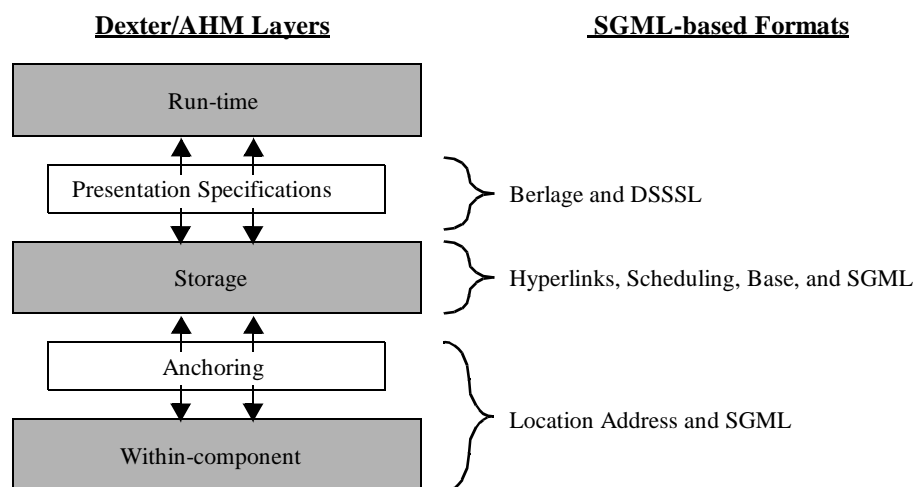 Dexter/AHM Layers
SGML-based Formats
Run-time
Presentation Specifications
Berlage and DSSSL
Storage
Hyperlinks, Scheduling, Base, and SGML
Anchoring
Location Address and SGML
Within-component